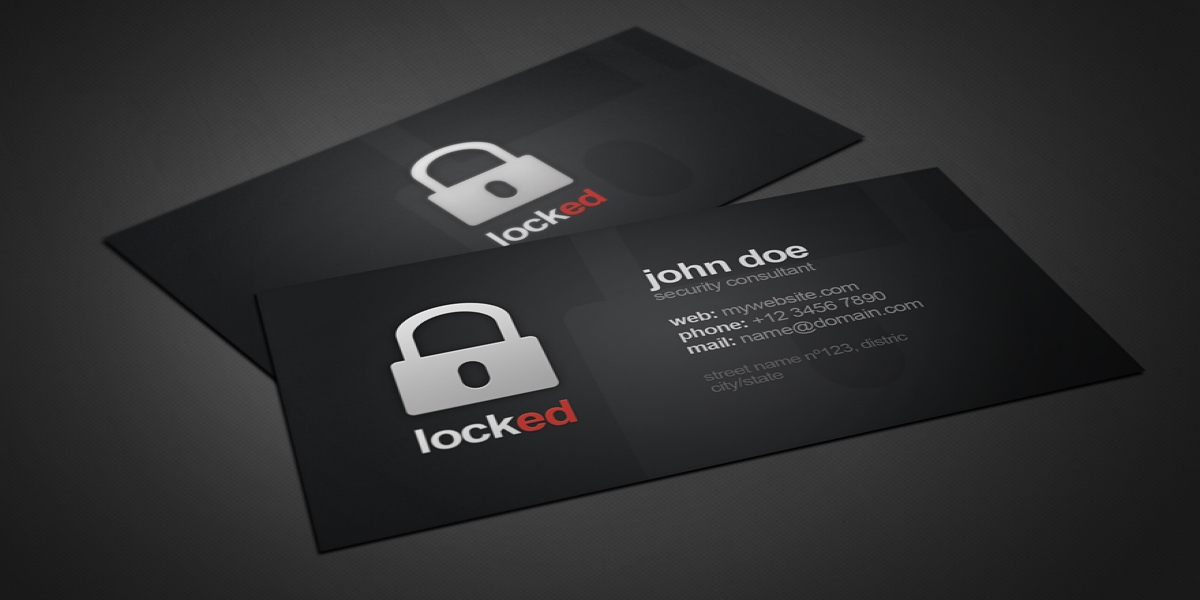 locked
locked
john doe
security consultant
web: mywebsite.com
phone: +12 3456 7890
mail: name@domain.com
street name nº123, distric
city/state